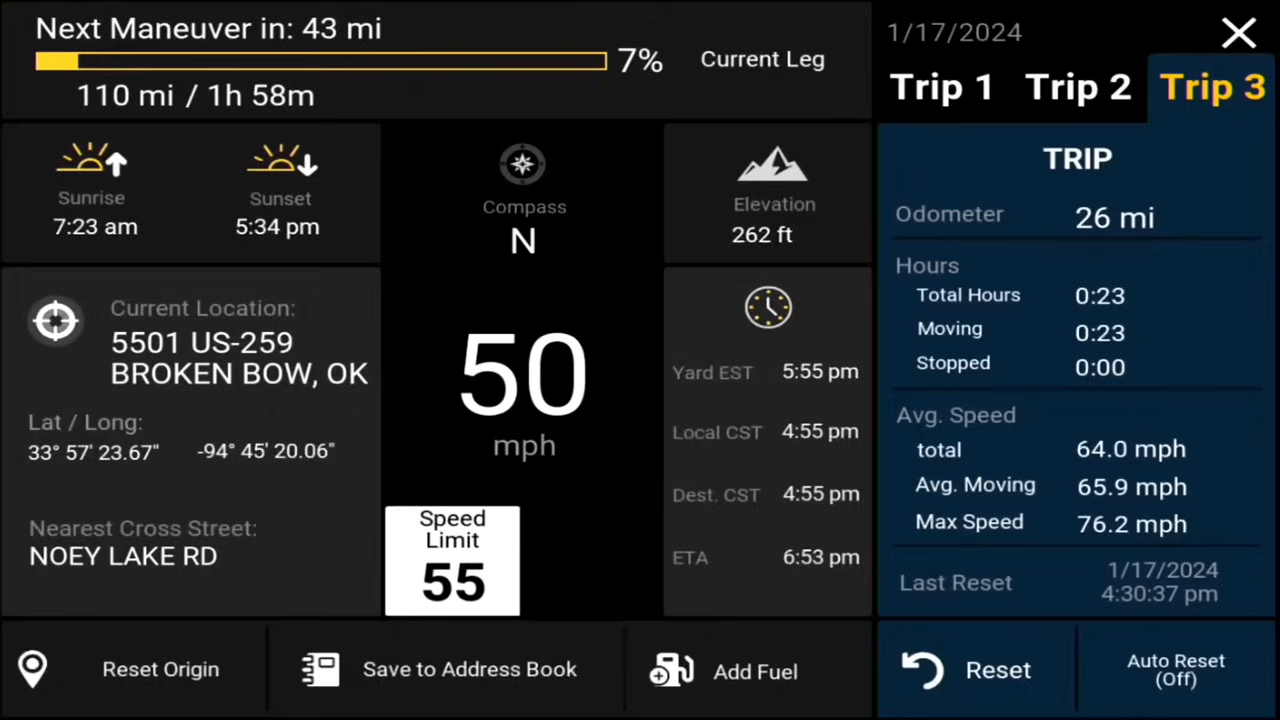 Next Maneuver in: 43 mi
7%
Current Leg
110 mi / 1h 58m
Sunrise
7:23 am
Sunset
5:34 pm
Compass
N
Elevation
262 ft
Current Location:
5501 US-259
BROKEN BOW, OK
Lat / Long:
33° 57' 23.67" -94° 45' 20.06"
Nearest Cross Street:
NOEY LAKE RD
50
mph
Speed
Limit
55
Yard EST 5:55 pm
Local CST 4:55 pm
Dest. CST 4:55 pm
ETA 6:53 pm
Reset Origin
Save to Address Book
Add Fuel
1/17/2024
Trip 1 Trip 2 Trip 3
TRIP
Odometer 26 mi
Hours
Total Hours 0:23
Moving 0:23
Stopped 0:00
Avg. Speed
total 64.0 mph
Avg. Moving 65.9 mph
Max Speed 76.2 mph
Last Reset 1/17/2024
4:30:37 pm
Reset
Auto Reset
(Off)